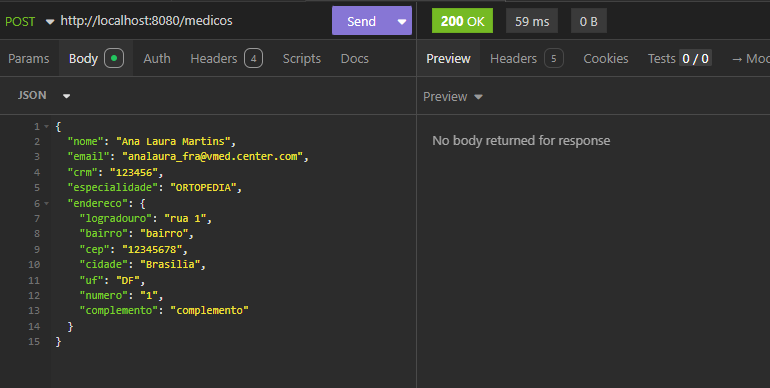 POST http://localhost:8080/medicos Send 200 OK 59 ms 0 B
Params Body Auth Headers 4 Scripts Docs Preview Headers 5 Cookies Tests 0 / 0 → Moc
JSON Preview
No body returned for response
1 {
2 "nome": "Ana Laura Martins",
3 "email": "analaura_fra@vmed.center.com",
4 "crm": "123456",
5 "especialidade": "ORTOPEDIA",
6 "endereco": {
7 "logradouro": "rua 1",
8 "bairro": "bairro",
9 "cep": "12345678",
10 "cidade": "Brasilia",
11 "uf": "DF",
12 "numero": "1",
13 "complemento": "complemento"
14 }
15 }